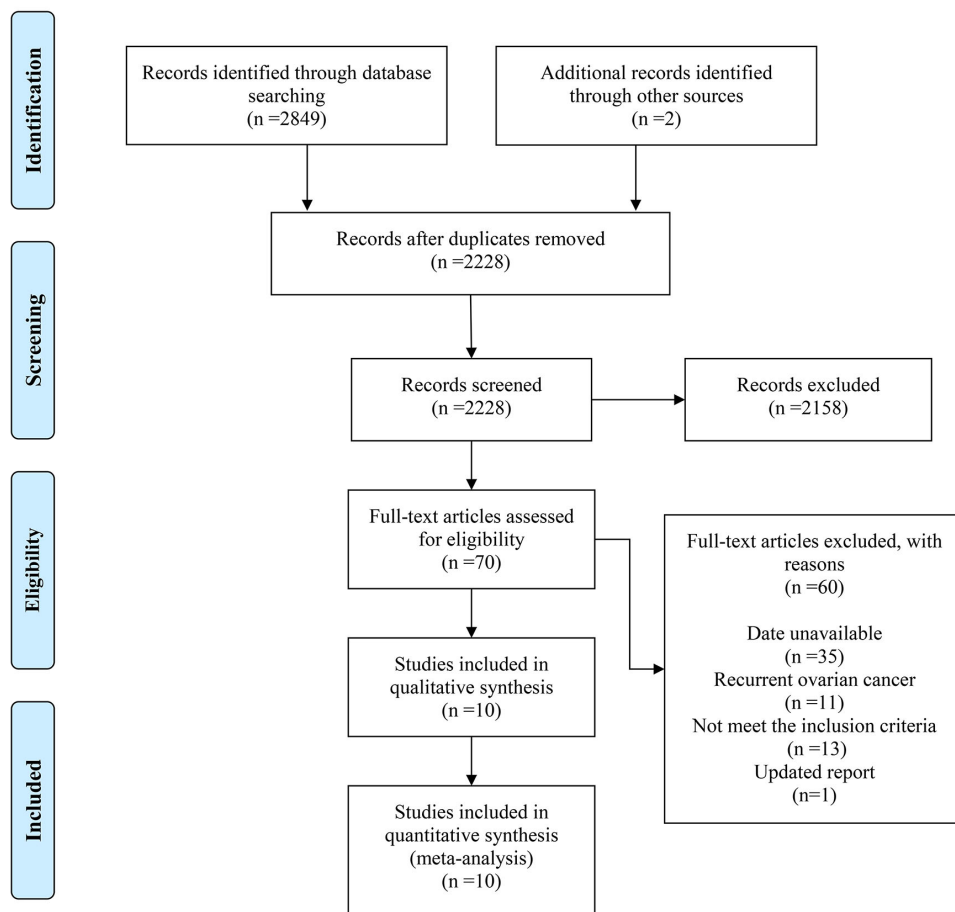 Identification
Records identified through database
searching
(n =2849)
Additional records identified
through other sources
(n =2)
Records after duplicates removed
(n =2228)
Screening
Records screened
(n =2228)
Records excluded
(n =2158)
Eligibility
Full-text articles assessed
for eligibility
(n =70)
Full-text articles excluded, with
reasons
(n =60)
Date unavailable
(n =35)
Recurrent ovarian cancer
(n =11)
Not meet the inclusion criteria
(n =13)
Updated report
(n=1)
Studies included in
qualitative synthesis
(n =10)
Included
Studies included in
quantitative synthesis
(meta-analysis)
(n =10)